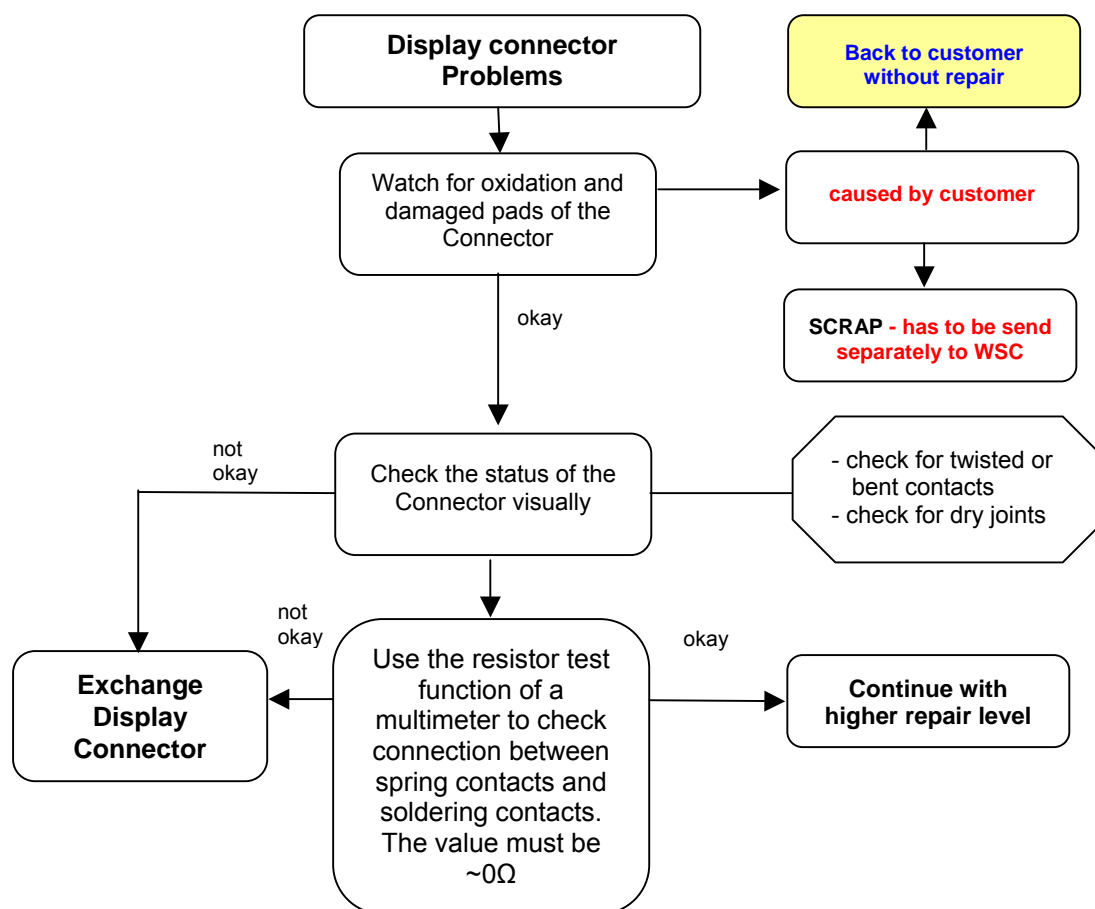 Display connector
Problems
Back to customer
without repair
Watch for oxidation and
damaged pads of the
Connector
caused by customer
okay
SCRAP - has to be send
separately to WSC
not
okay
Check the status of the
Connector visually
- check for twisted or
bent contacts
- check for dry joints
not
okay
okay
Exchange
Display
Connector
Use the resistor test
function of a
multimeter to check
connection between
spring contacts and
soldering contacts.
The value must be
~0Ω
Continue with
higher repair level